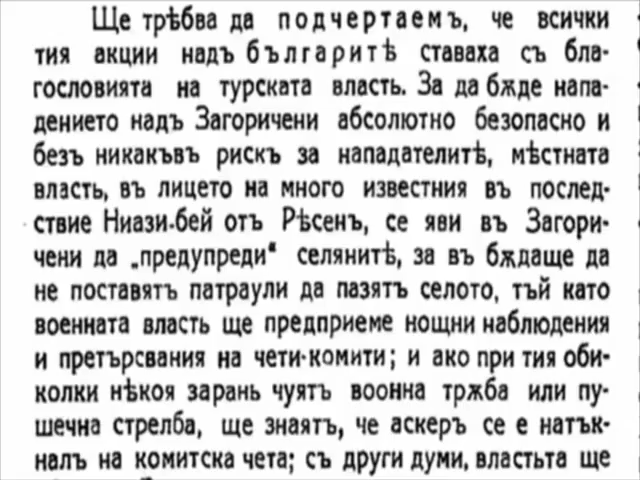 Ще трѣбва да подчертаемъ, че всички
тия акции надъ българитѣ ставаха съ бла-
гословията на турската власть. За да бѫде напа-
дението надъ Загоричени абсолютно безопасно и
безъ никакъвъ рискъ за нападателитѣ, мѣстната
власть, въ лицето на много известния въ послед-
ствие Ниази-бей отъ Рѣсенъ, се яви въ Загори-
чени да „предупреди“ селянитѣ, за въ бѫдаще да
не поставятъ патраули да пазятъ селото, тъй като
военната власть ще предприеме нощни наблюдения
и претърсвания на чети-комити; и ако при тия оби-
колки нѣкоя зарань чуятъ воонна трѫба или пу-
шечна стрелба, ще знаятъ, че аскеръ се е натък-
налъ на комитска чета; съ други думи, властьта ще